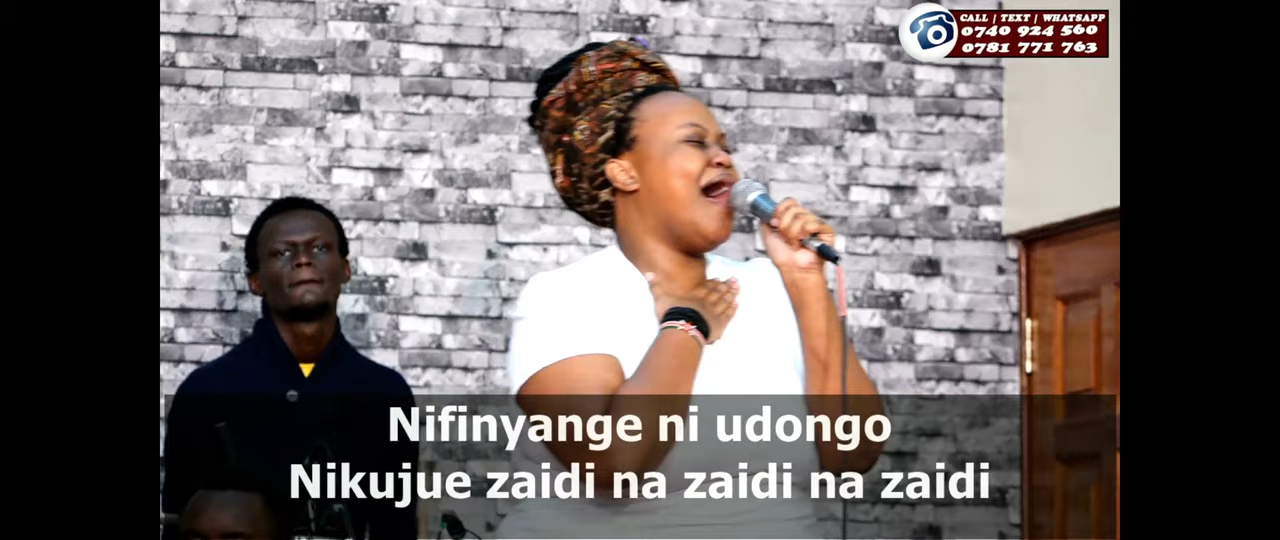 CALL | TEXT | WHATSAPP
0740 924 560
0781 771 763
Nifinyange ni udongo
Nikujue zaidi na zaidi na zaidi